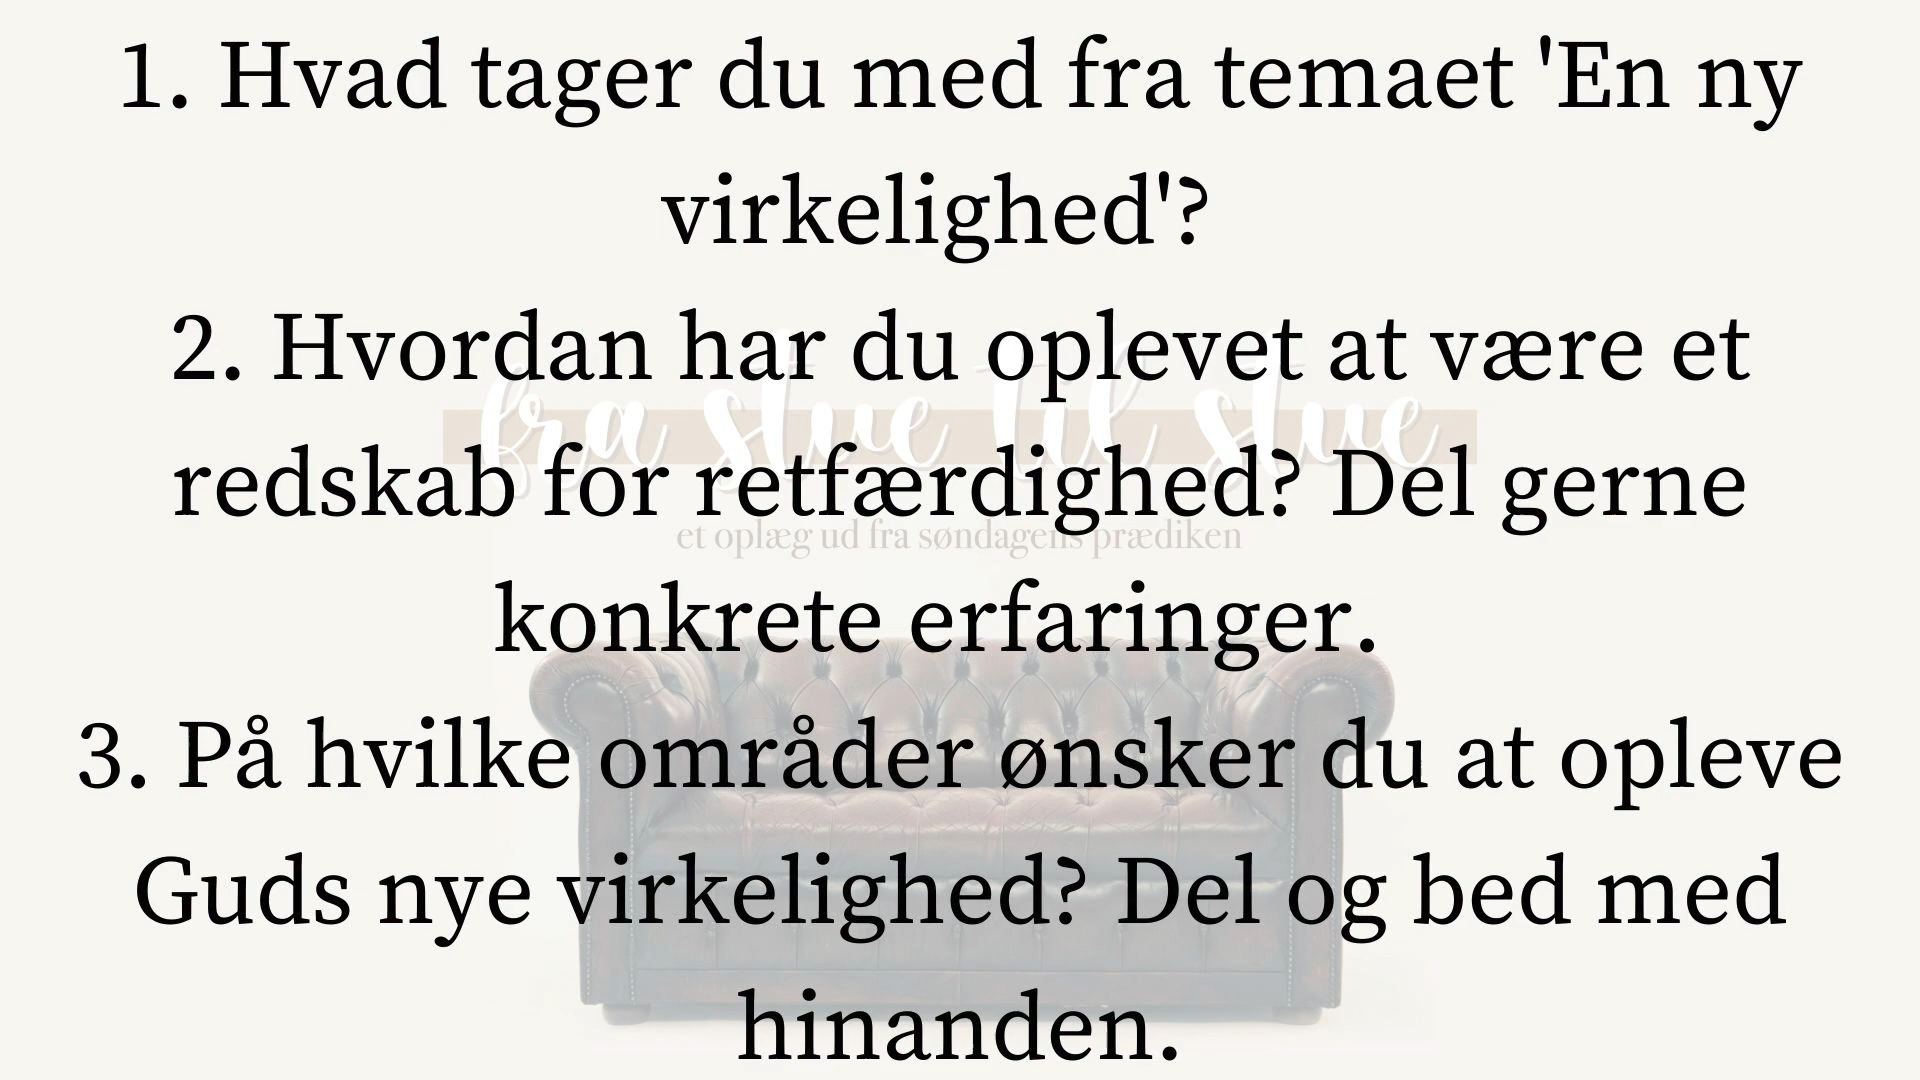 1. Hvad tager du med fra temaet 'En ny
virkelighed'?
2. Hvordan har du oplevet at være et
fra stue til stue
redskab for retfærdighed? Del gerne
et oplæg ud fra søndagens prædiken
konkrete erfaringer.
3. På hvilke områder ønsker du at opleve
Guds nye virkelighed? Del og bed med
hinanden.